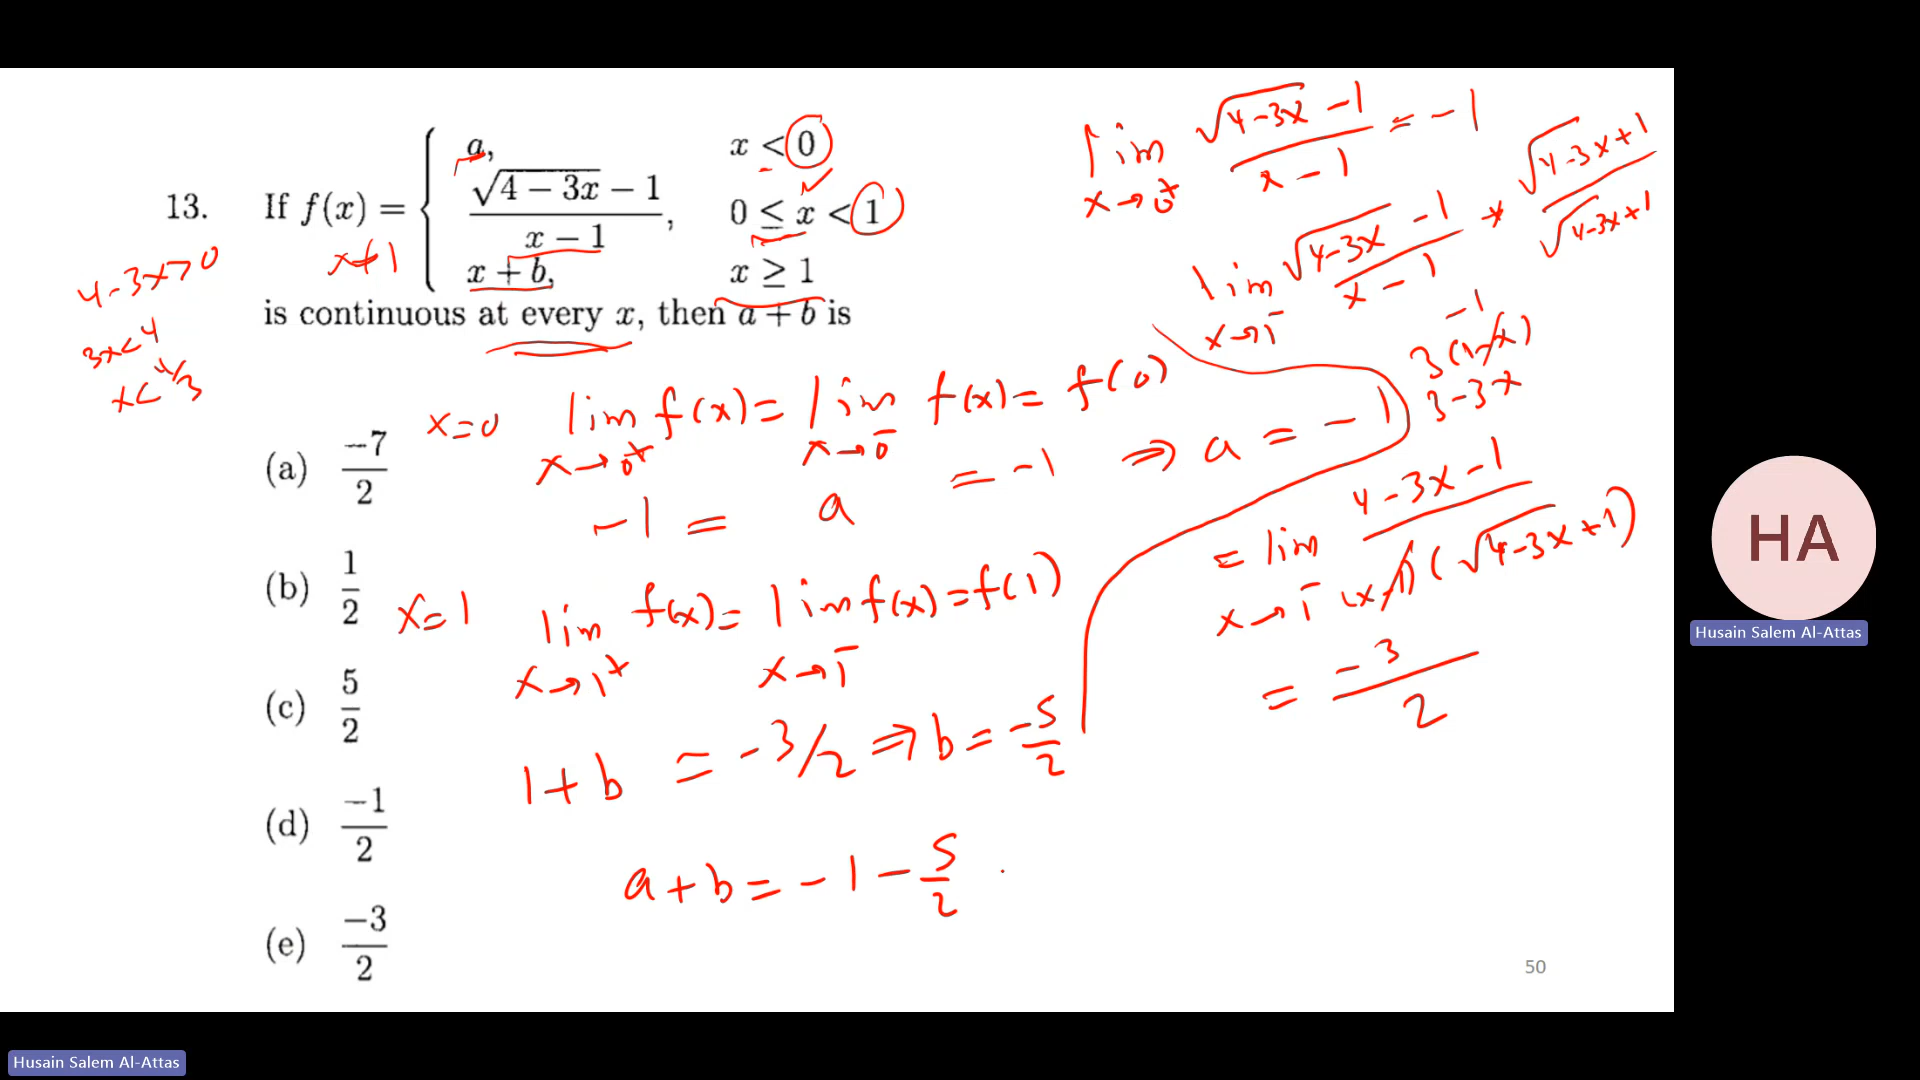 13. If f(x) = { a, x < 0
√(4 − 3x) − 1 / x − 1, 0 ≤ x < 1
x + b, x ≥ 1
is continuous at every x, then a + b is
x≠1
4-3x>0
3x<4
x<4/3
(a) −7/2
(b) 1/2
(c) 5/2
(d) −1/2
(e) −3/2
x=0 lim x→0⁺ f(x) = lim x→0⁻ f(x) = f(0)
-1 = a = -1 ⇒ a = -1
x=1 lim x→1⁺ f(x) = lim x→1⁻ f(x) = f(1)
1+b = -3/2 ⇒ b = -5/2
a+b = -1 - 5/2
lim x→0⁺ √(4-3x) -1 / x-1 = -1
lim x→1⁻ √(4-3x) -1 / x-1 * √4-3x+1 / √4-3x+1
-1
3(1-x)
3-3x
= lim x→1⁻ 4-3x-1 / (x-1)(√4-3x+1)
= -3/2
50
HA
Husain Salem Al-Attas
Husain Salem Al-Attas